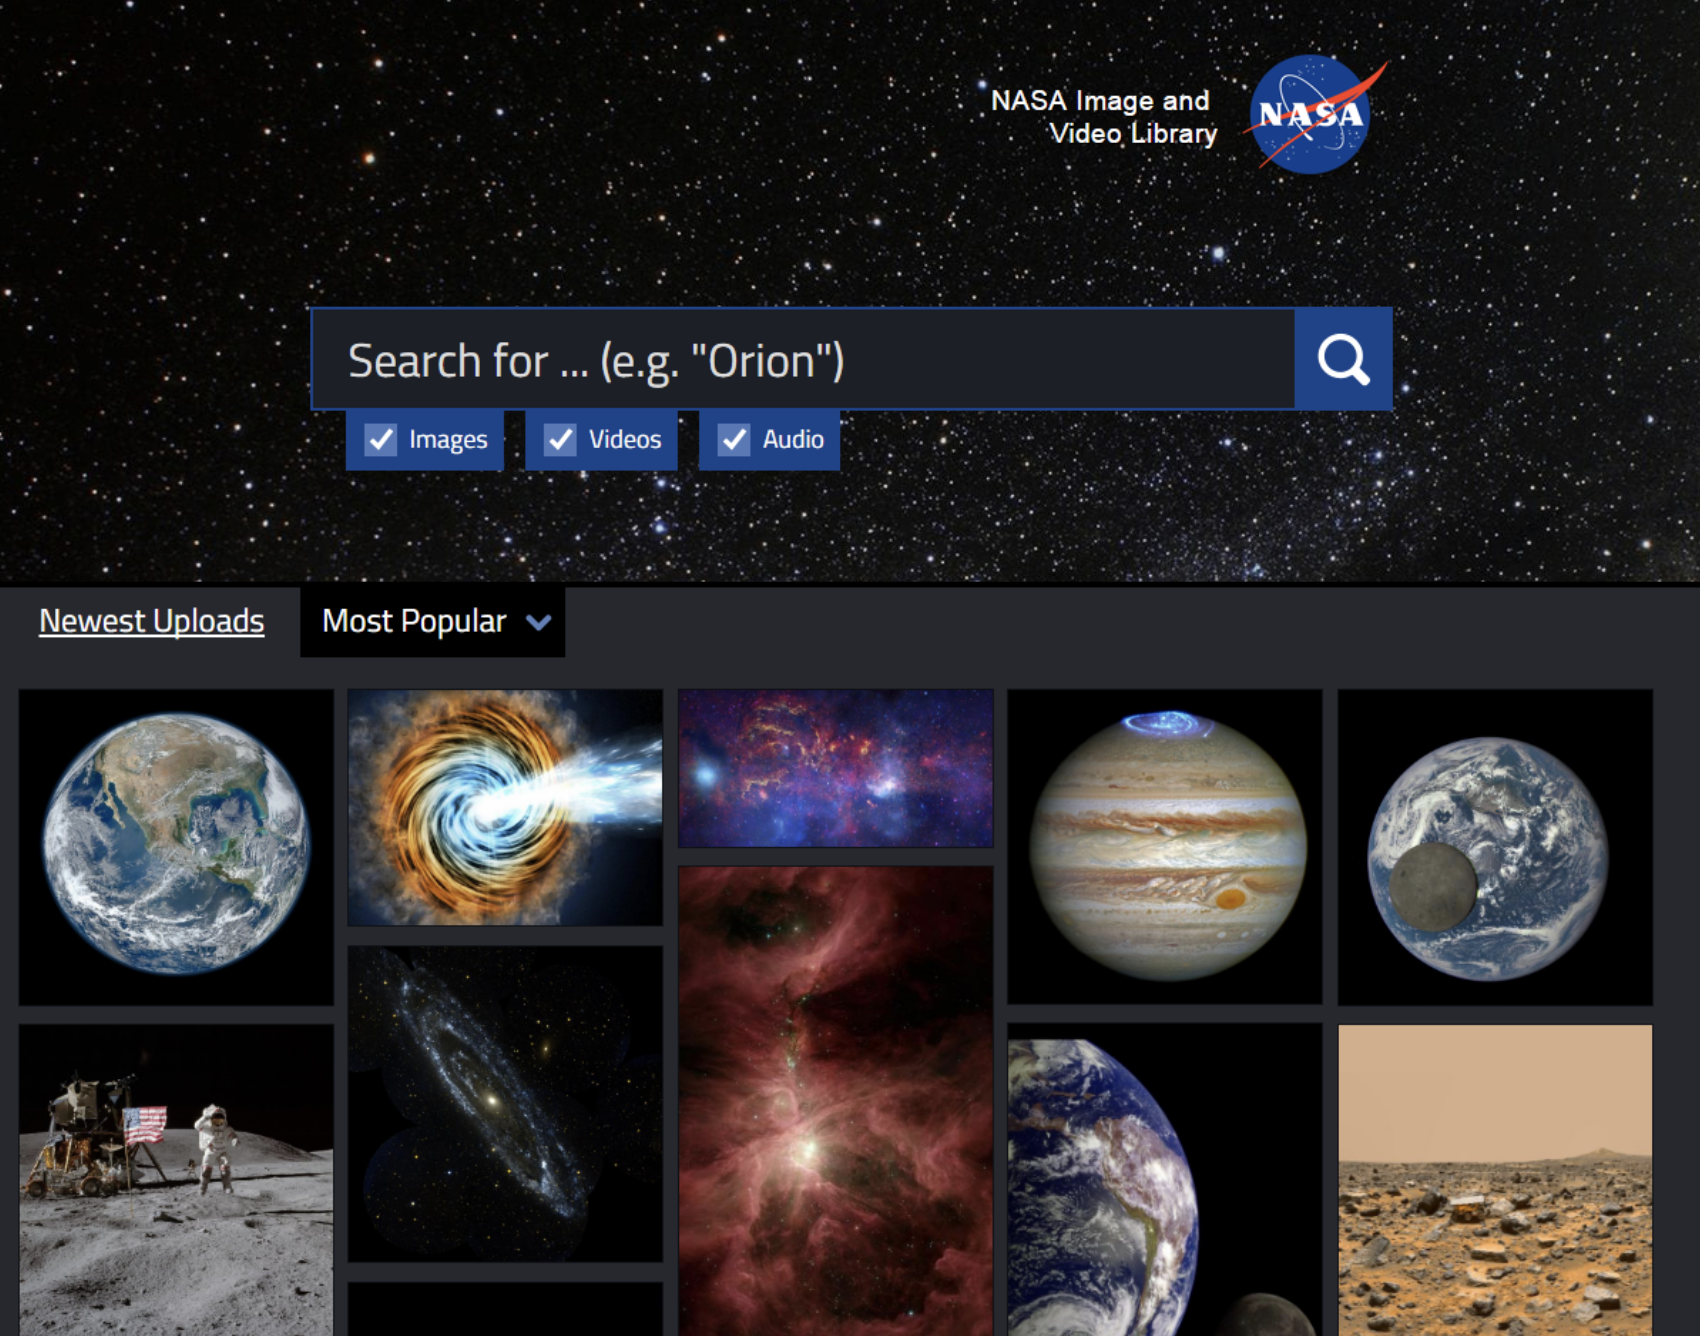 NASA Image and
Video Library
NASA
Search for ... (e.g. "Orion")
Images
Videos
Audio
Newest Uploads
Most Popular